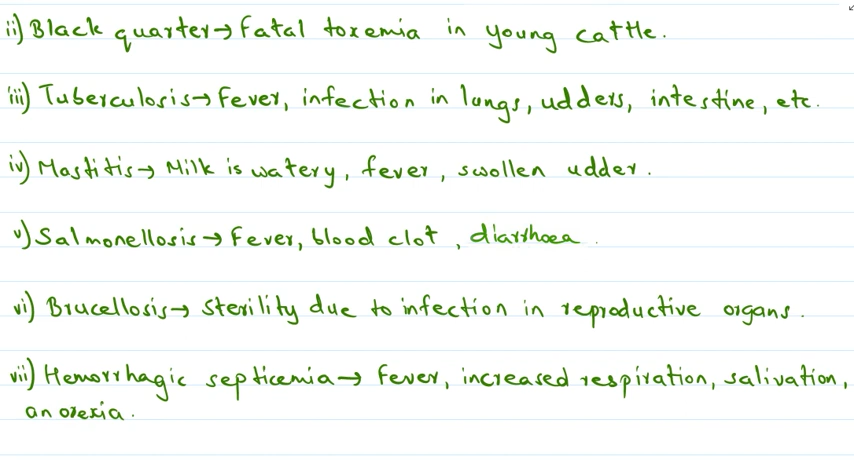 ii) Black quarter→ Fatal toxemia in young cattle.
iii) Tuberculosis→ Fever, infection in lungs, udders, intestine, etc.
iv) Mastitis→ Milk is watery, fever, swollen udder.
v) Salmonellosis→ Fever, blood clot, diarrhoea.
vi) Brucellosis→ Sterility due to infection in reproductive organs.
vii) Hemorrhagic septicemia→ Fever, increased respiration, salivation,
anorexia.